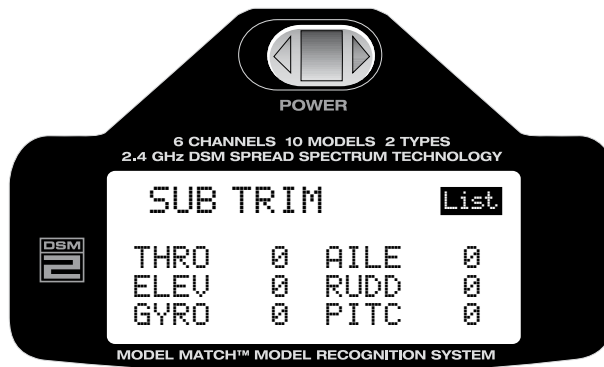 POWER
6 CHANNELS 10 MODELS 2 TYPES
2.4 GHz DSM SPREAD SPECTRUM TECHNOLOGY
SUB TRIM List
DSM
2
THRO 0 AILE 0
ELEV 0 RUDD 0
GYRO 0 PITC 0
MODEL MATCH™ MODEL RECOGNITION SYSTEM